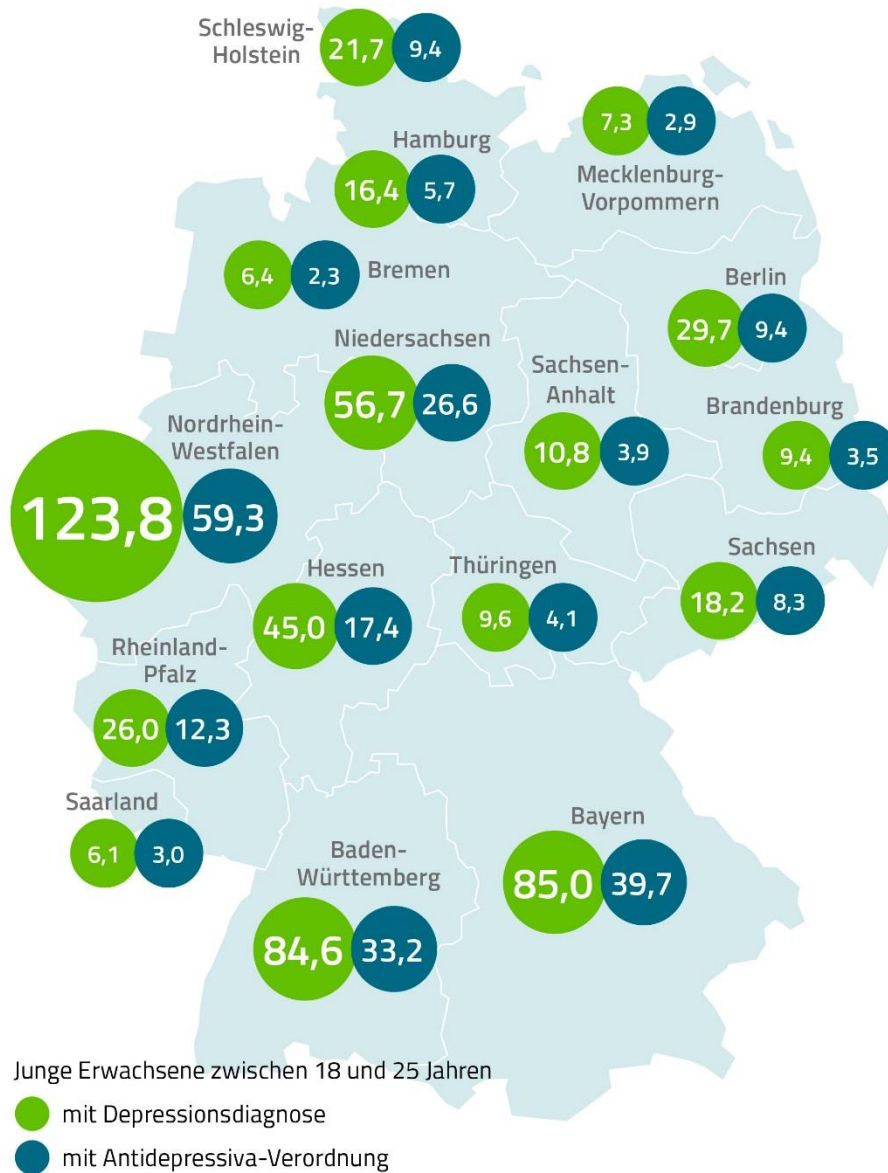 Schleswig-
Holstein
21,7
9,4
7,3
2,9
Mecklenburg-
Vorpommern
Hamburg
16,4
5,7
6,4
2,3
Bremen
Berlin
29,7
9,4
Niedersachsen
56,7
26,6
Sachsen-
Anhalt
10,8
3,9
Brandenburg
9,4
3,5
Nordrhein-
Westfalen
123,8
59,3
Hessen
45,0
17,4
Thüringen
9,6
4,1
Sachsen
18,2
8,3
Rheinland-
Pfalz
26,0
12,3
Saarland
6,1
3,0
Baden-
Württemberg
84,6
33,2
Bayern
85,0
39,7
Junge Erwachsene zwischen 18 und 25 Jahren
mit Depressionsdiagnose
mit Antidepressiva-Verordnung